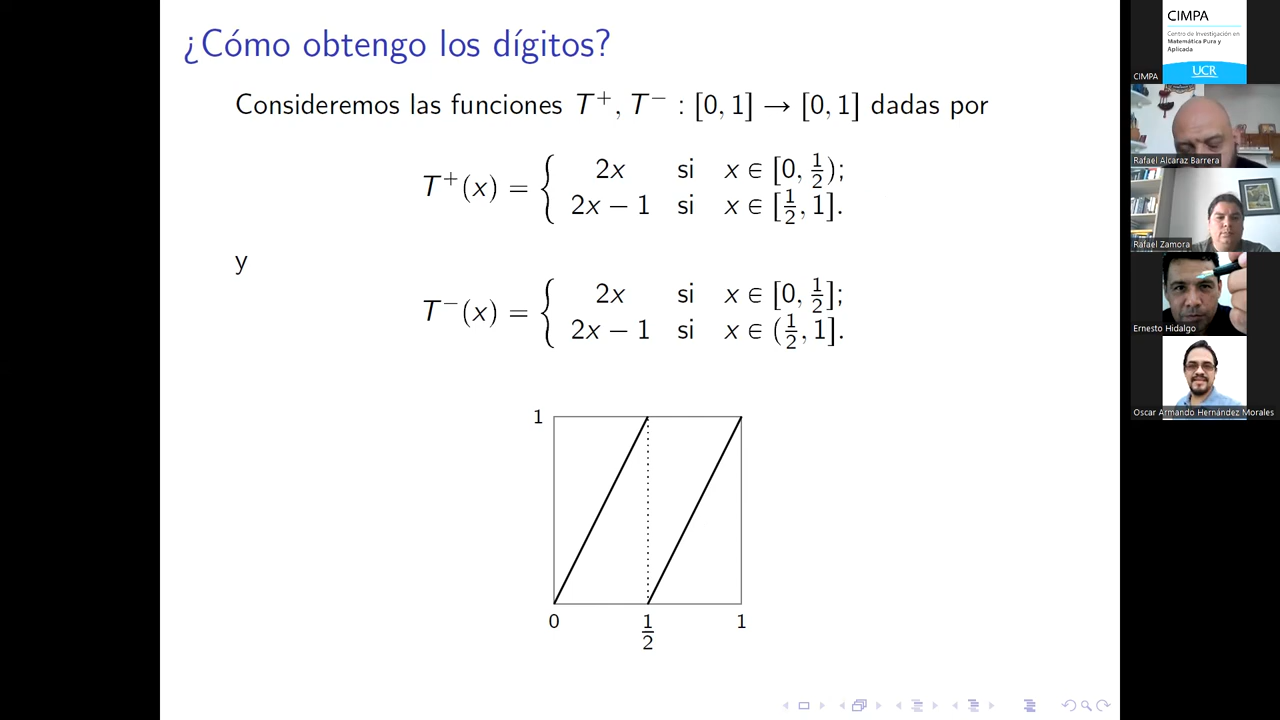 ¿Cómo obtengo los dígitos?
Consideremos las funciones T⁺, T⁻ : [0, 1] → [0, 1] dadas por
T⁺(x) = { 2x si x ∈ [0, 1/2);
2x − 1 si x ∈ [1/2, 1].
y
T⁻(x) = { 2x si x ∈ [0, 1/2];
2x − 1 si x ∈ (1/2, 1].
1
0 1/2 1
CIMPA
Centro de Investigación en
Matemática Pura y
Aplicada
UCR
CIMPA
Rafael Alcaraz Barrera
Rafael Zamora
Ernesto Hidalgo
Oscar Armando Hernández Morales